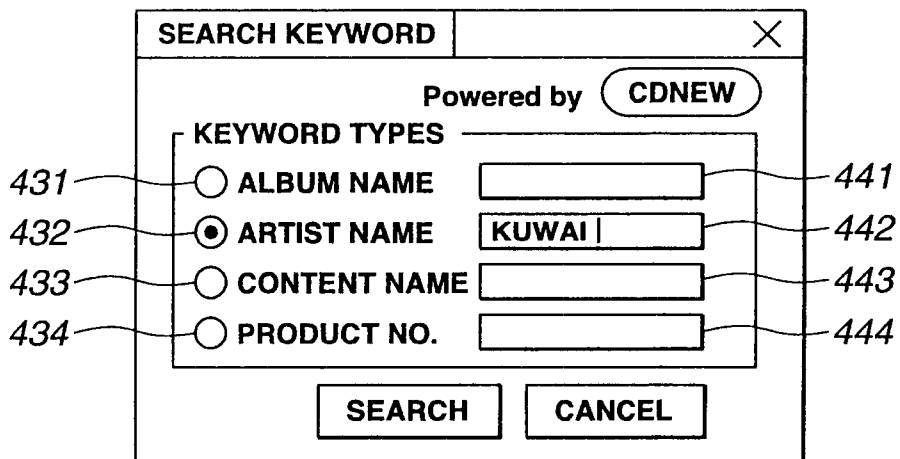 SEARCH KEYWORD
Powered by CDNEW
KEYWORD TYPES
431 ALBUM NAME 441
432 ARTIST NAME KUWAI 442
433 CONTENT NAME 443
434 PRODUCT NO. 444
SEARCH CANCEL